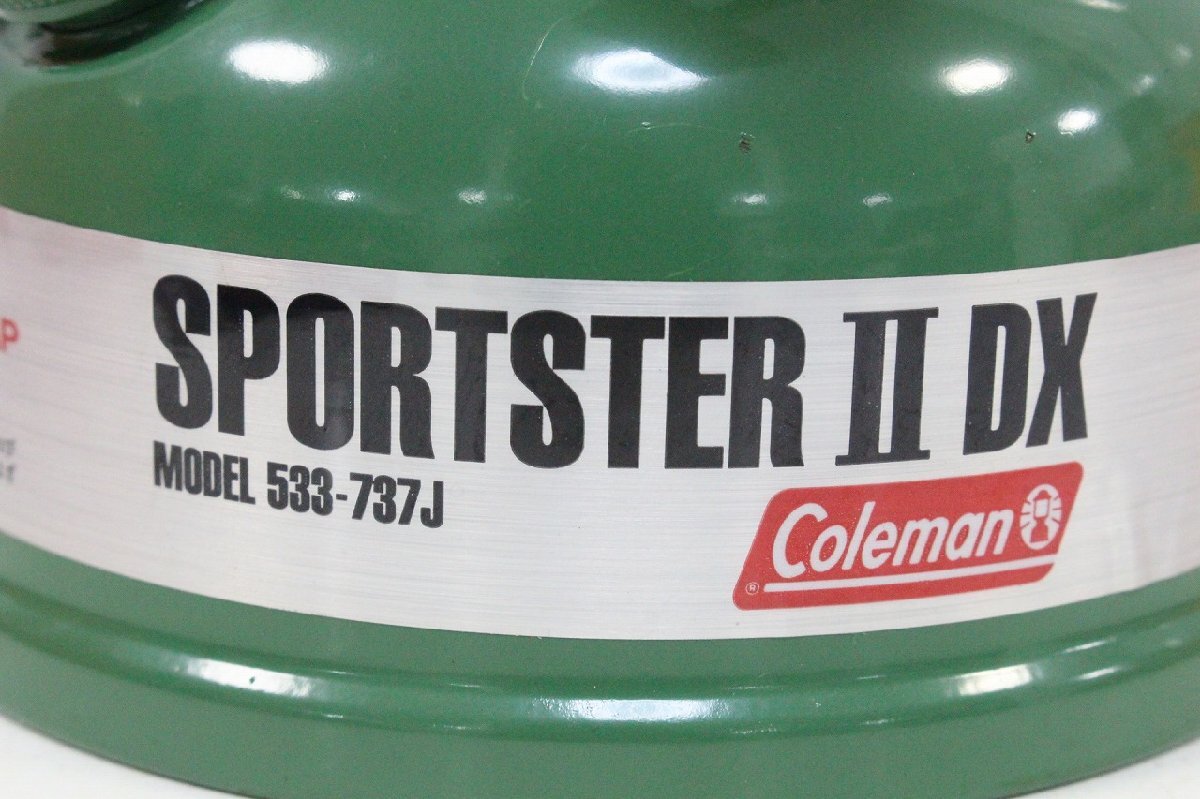 SPORTSTER II DX
MODEL 533-737J
Coleman
®